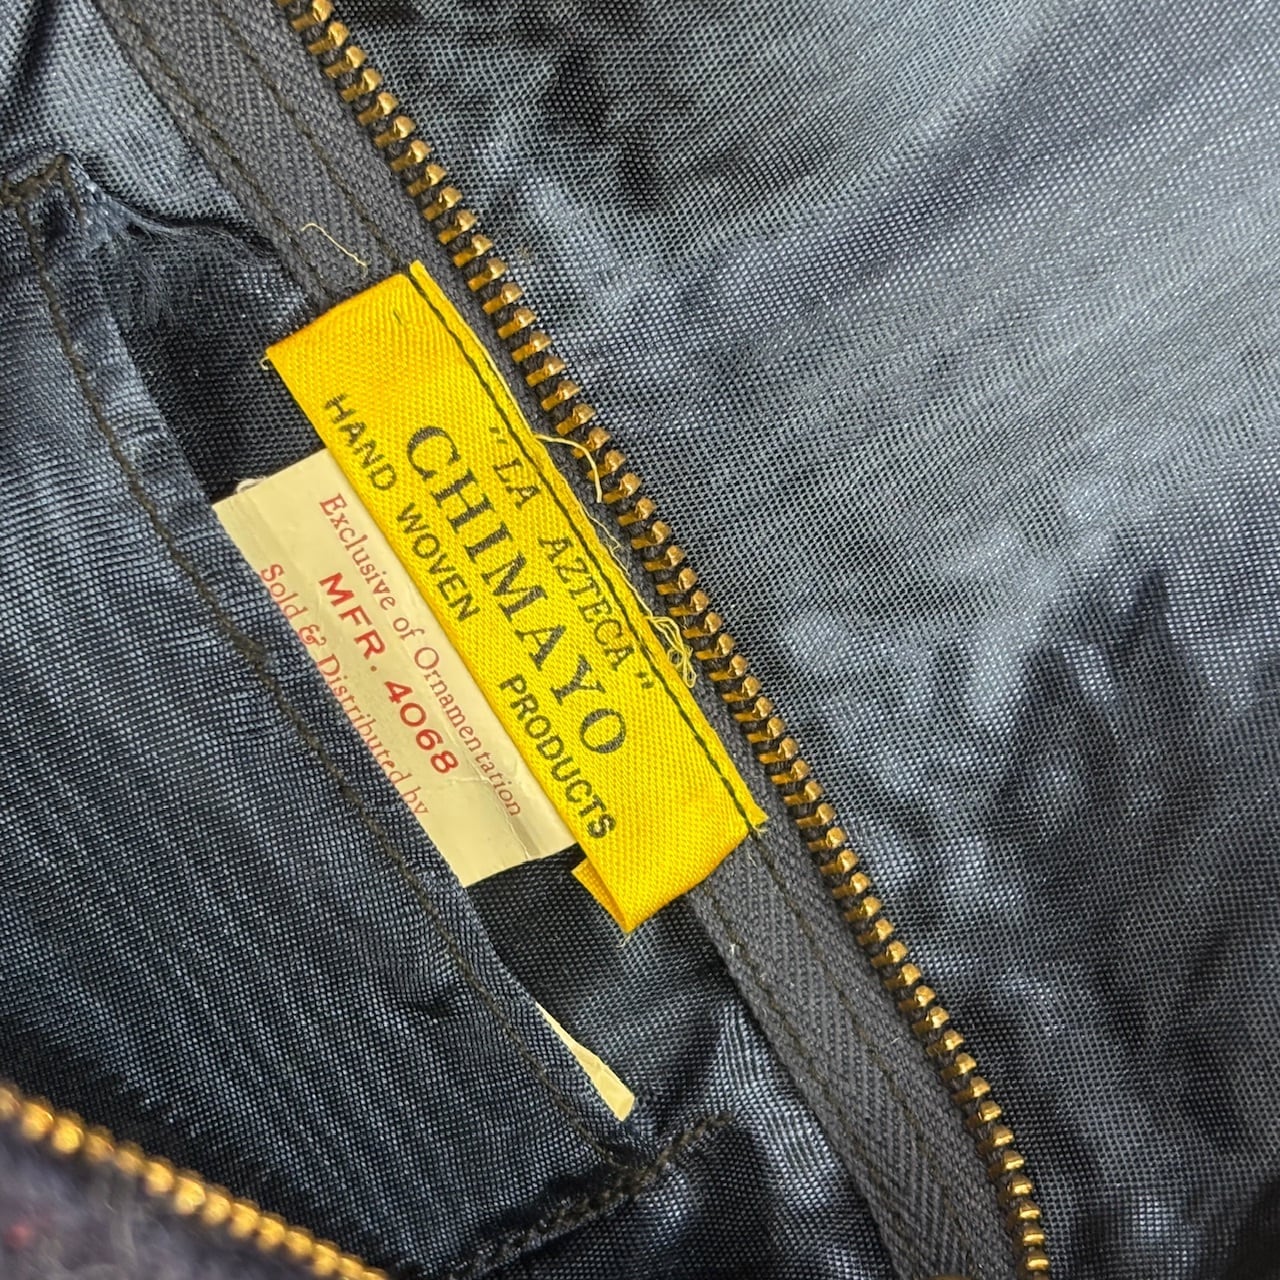 "LA AZTECA"
CHIMAYO
HAND WOVEN PRODUCTS
Exclusive of Ornamentation
MFR. 4068
Sold & Distributed by